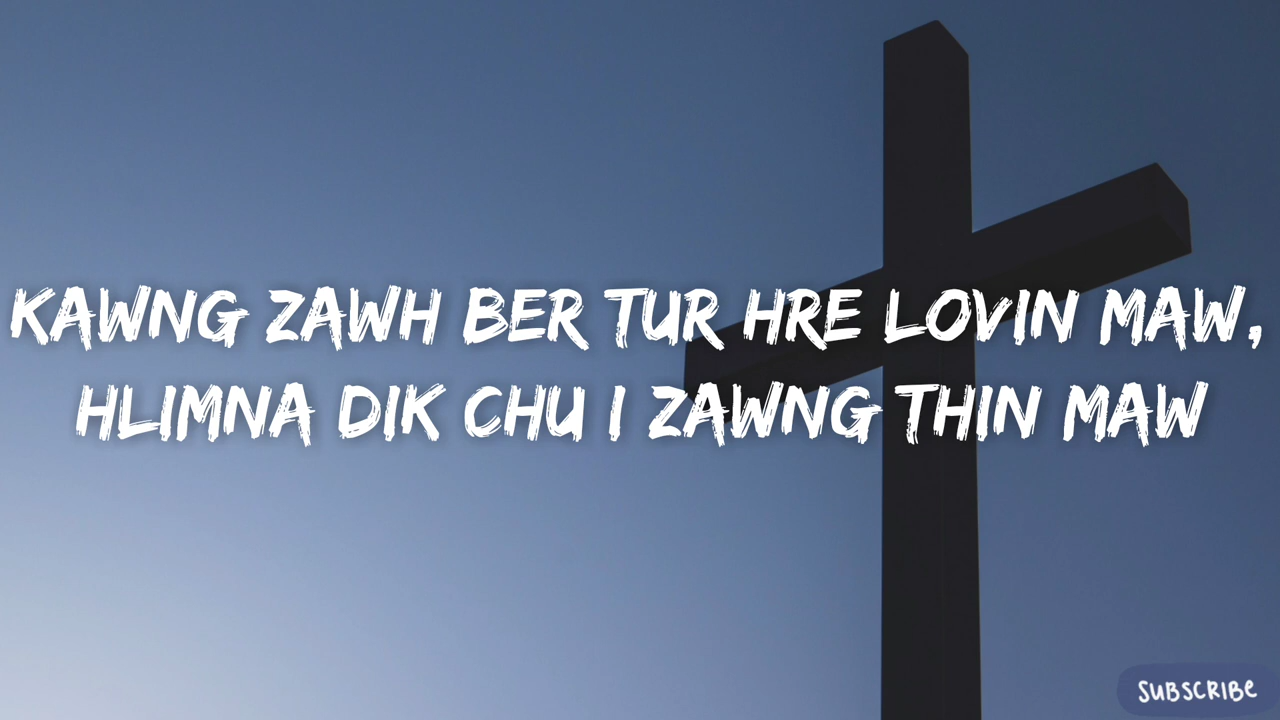 KAWNG ZAWH BER TUR HRE LOVIN MAW,
HLIMNA DIK CHU I ZAWNG THIN MAW
SUBSCRIBE